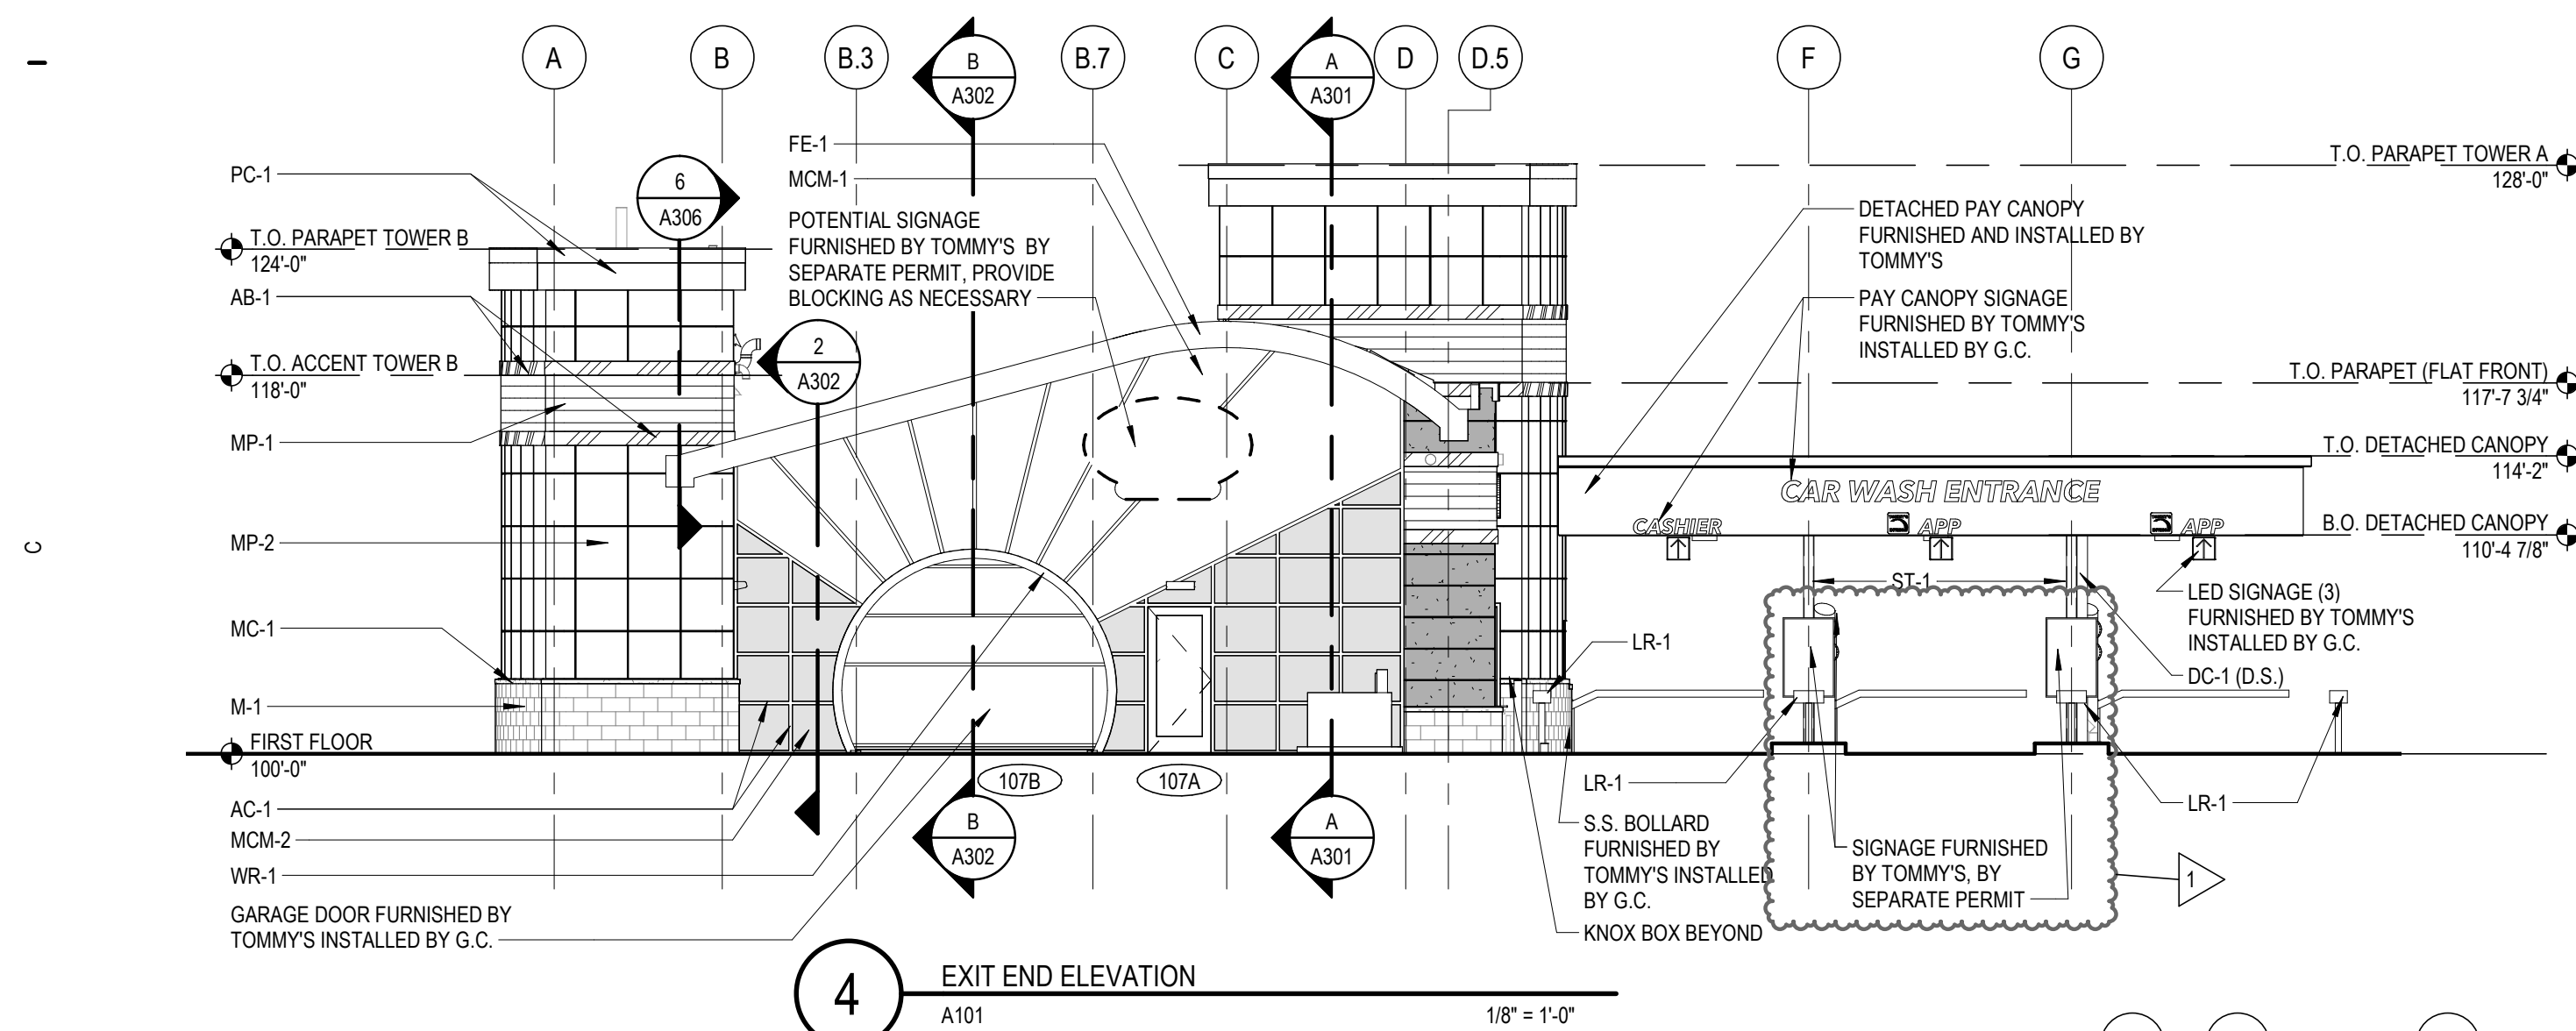 A
B
B.3
B
A302
B.7
C
A
A301
D
D.5
F
G
PC-1
6
A306
FE-1
MCM-1
POTENTIAL SIGNAGE
FURNISHED BY TOMMY'S BY
SEPARATE PERMIT, PROVIDE
BLOCKING AS NECESSARY
T.O. PARAPET TOWER A
128'-0"
DETACHED PAY CANOPY
FURNISHED AND INSTALLED BY
TOMMY'S
T.O. PARAPET TOWER B
124'-0"
AB-1
PAY CANOPY SIGNAGE
FURNISHED BY TOMMY'S
INSTALLED BY G.C.
2
A302
T.O. ACCENT TOWER B
118'-0"
T.O. PARAPET (FLAT FRONT)
117'-7 3/4"
MP-1
T.O. DETACHED CANOPY
114'-2"
CAR WASH ENTRANCE
CASHIER
APP
APP
B.O. DETACHED CANOPY
110'-4 7/8"
C
MP-2
ST-1
LED SIGNAGE (3)
FURNISHED BY TOMMY'S
INSTALLED BY G.C.
MC-1
LR-1
DC-1 (D.S.)
M-1
FIRST FLOOR
100'-0"
107B
107A
LR-1
LR-1
AC-1
MCM-2
WR-1
B
A302
A
A301
S.S. BOLLARD
FURNISHED BY
TOMMY'S INSTALLED
BY G.C.
SIGNAGE FURNISHED
BY TOMMY'S, BY
SEPARATE PERMIT
1
KNOX BOX BEYOND
GARAGE DOOR FURNISHED BY
TOMMY'S INSTALLED BY G.C.
4
EXIT END ELEVATION
A101
1/8" = 1'-0"